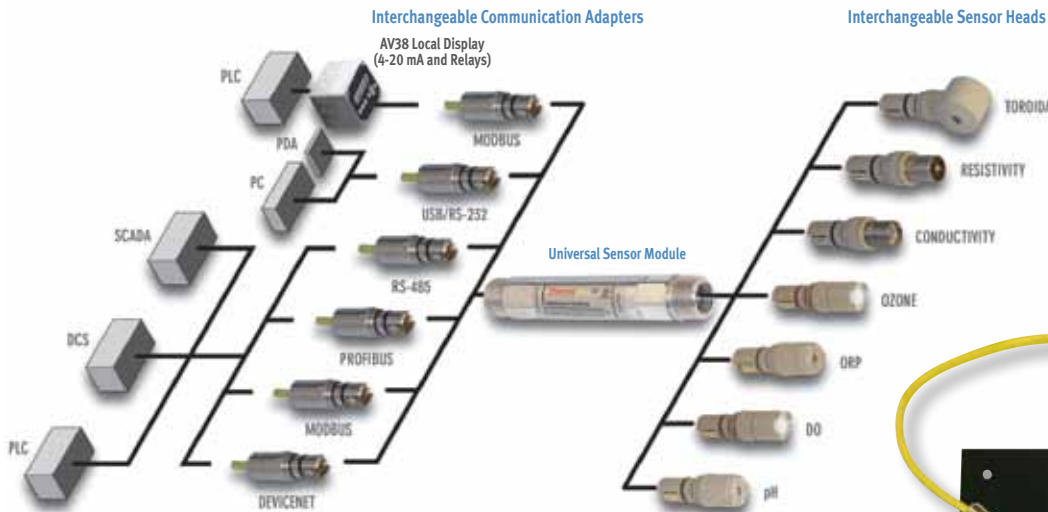 Interchangeable Communication Adapters
Interchangeable Sensor Heads
AV38 Local Display
(4-20 mA and Relays)
PLC
MODBUS
PDA
PC
USB/RS-232
SCADA
RS-485
DCS
PROFIBUS
MODBUS
PLC
DEVICENET
Universal Sensor Module
TOROIDA
RESISTIVITY
CONDUCTIVITY
OZONE
ORP
DO
pH